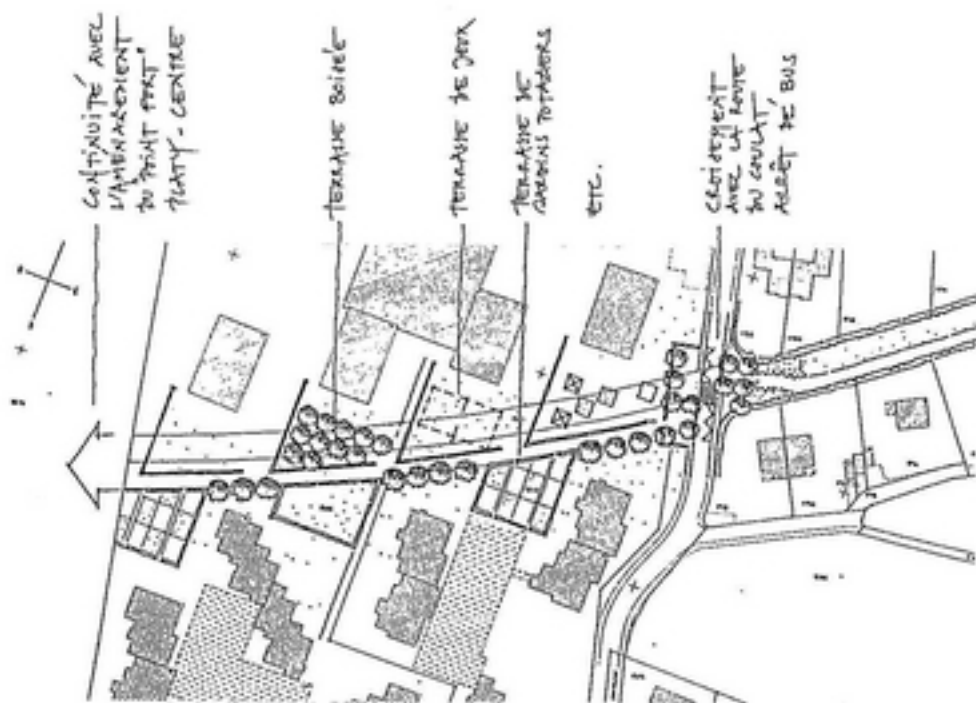 CONTINUITÉ AVEC
L'AMÉNAGEMENT
DU POINT FORT
PLATY - CENTRE
TERRASSE BOISÉE
TERRASSE DE JEUX
TERRASSE DE
JARDINS POTAGERS
ETC.
CROISEMENT
AVEC LA ROUTE
DU COULAT
ARRÊT DE BUS